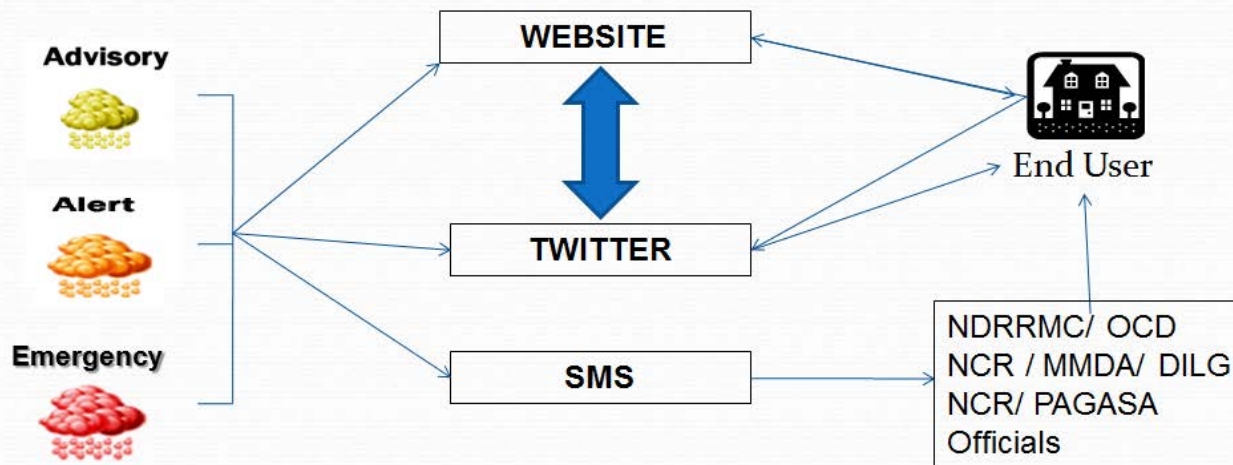 Advisory
Alert
Emergency
WEBSITE
TWITTER
SMS
End User
NDRRMC/ OCD
NCR / MMDA/ DILG
NCR/ PAGASA
Officials